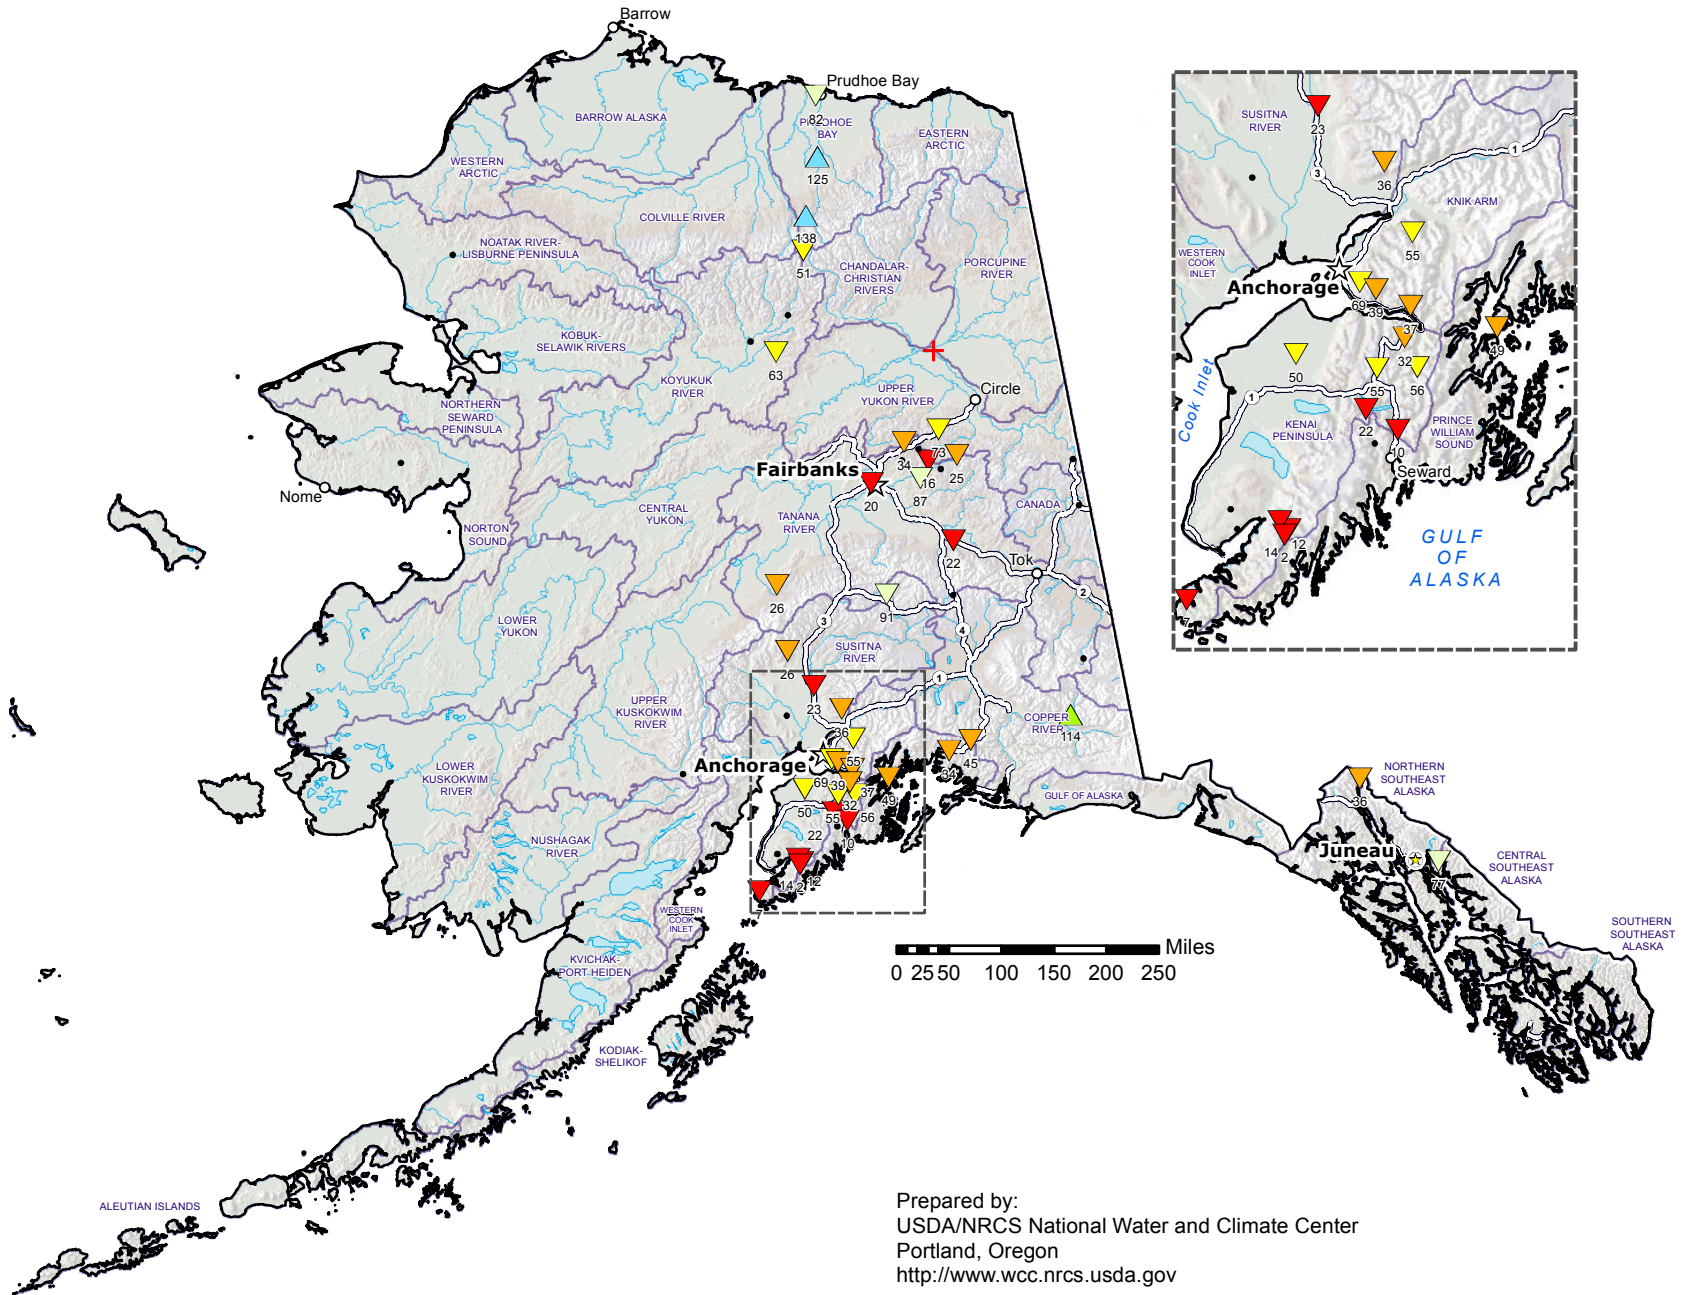 Barrow
Prudhoe Bay
82
PRUDHOE
BAY
BARROW ALASKA
EASTERN
ARCTIC
WESTERN
ARCTIC
125
COLVILLE RIVER
138
NOATAK RIVER-
LISBURNE PENINSULA
51
CHANDALAR-
CHRISTIAN
RIVERS
PORCUPINE
RIVER
KOBUK-
SELAWIK RIVERS
63
KOYUKUK
RIVER
UPPER
YUKON RIVER
Circle
NORTHERN
SEWARD
PENINSULA
73
34
25
16
Fairbanks
87
20
Nome
CENTRAL
YUKON
TANANA
RIVER
CANADA
NORTON
SOUND
22
Tok
2
26
91
3
4
LOWER
YUKON
SUSITNA
RIVER
26
1
23
UPPER
KUSKOKWIM
RIVER
36
COPPER
RIVER
114
Anchorage
55
45
34
69
39
37
49
LOWER
KUSKOKWIM
RIVER
50
32
55
56
GULF OF ALASKA
22
10
NUSHAGAK
RIVER
14
2
12
7
WESTERN
COOK
INLET
KVICHAK-
PORT HEIDEN
KODIAK-
SHELIKOF
ALEUTIAN ISLANDS
Miles
0 25 50 100 150 200 250
NORTHERN
SOUTHEAST
ALASKA
36
Juneau
77
CENTRAL
SOUTHEAST
ALASKA
SOUTHERN
SOUTHEAST
ALASKA
SUSITNA
RIVER
23
1
3
36
KNIK ARM
55
WESTERN
COOK
INLET
Anchorage
69
39
37
49
32
50
55
56
Cook Inlet
1
22
KENAI
PENINSULA
PRINCE
WILLIAM
SOUND
10
Seward
14
2
12
7
GULF
OF
ALASKA
Prepared by:
USDA/NRCS National Water and Climate Center
Portland, Oregon
http://www.wcc.nrcs.usda.gov